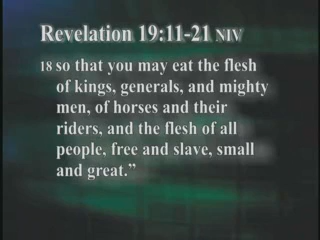 Revelation 19:11-21 NIV
18 so that you may eat the flesh
of kings, generals, and mighty
men, of horses and their
riders, and the flesh of all
people, free and slave, small
and great.”